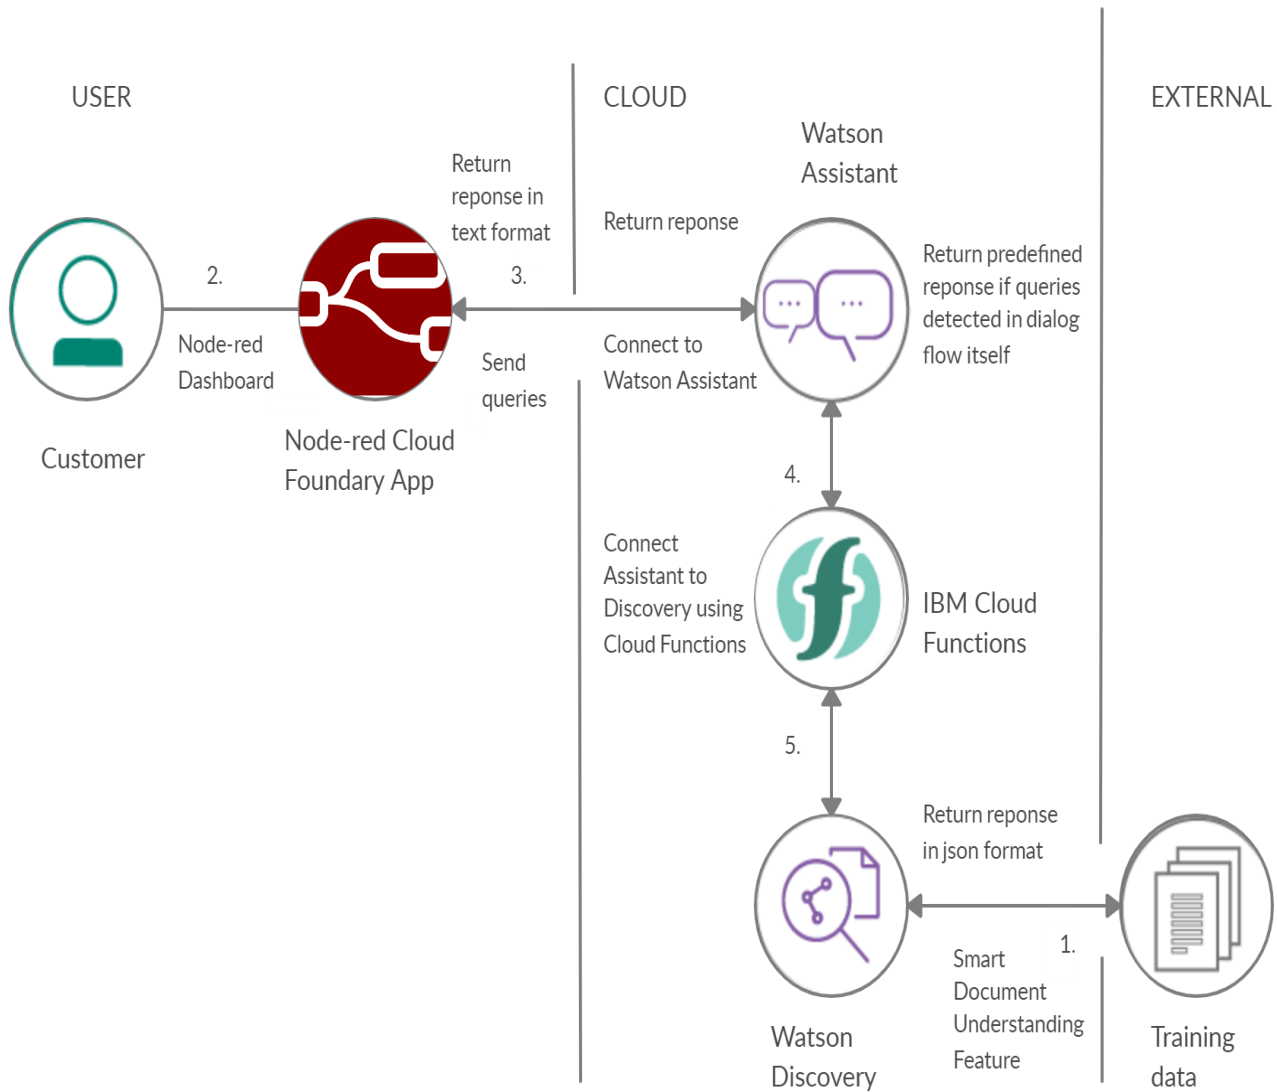 USER
CLOUD
EXTERNAL
Watson
Assistant
Return
reponse in
text format
Return reponse
Return predefined
reponse if queries
detected in dialog
flow itself
2.
3.
Node-red
Dashboard
Send
queries
Connect to
Watson Assistant
Customer
Node-red Cloud
Foundary App
4.
Connect
Assistant to
Discovery using
Cloud Functions
IBM Cloud
Functions
5.
Return reponse
in json format
1.
Smart
Document
Understanding
Feature
Watson
Discovery
Training
data